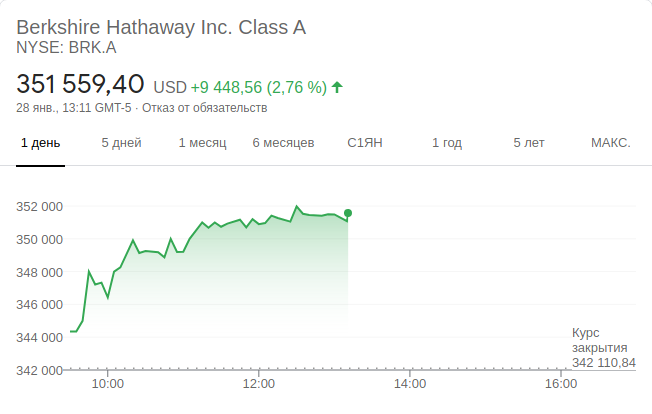 Berkshire Hathaway Inc. Class A
NYSE: BRK.A
351 559,40 USD +9 448,56 (2,76 %)
28 янв., 13:11 GMT-5 · Отказ от обязательств
1 день 5 дней 1 месяц 6 месяцев С1ЯН 1 год 5 лет МАКС.
352 000
350 000
348 000
346 000
344 000
342 000
Курс
закрытия
342 110,84
10:00 12:00 14:00 16:00